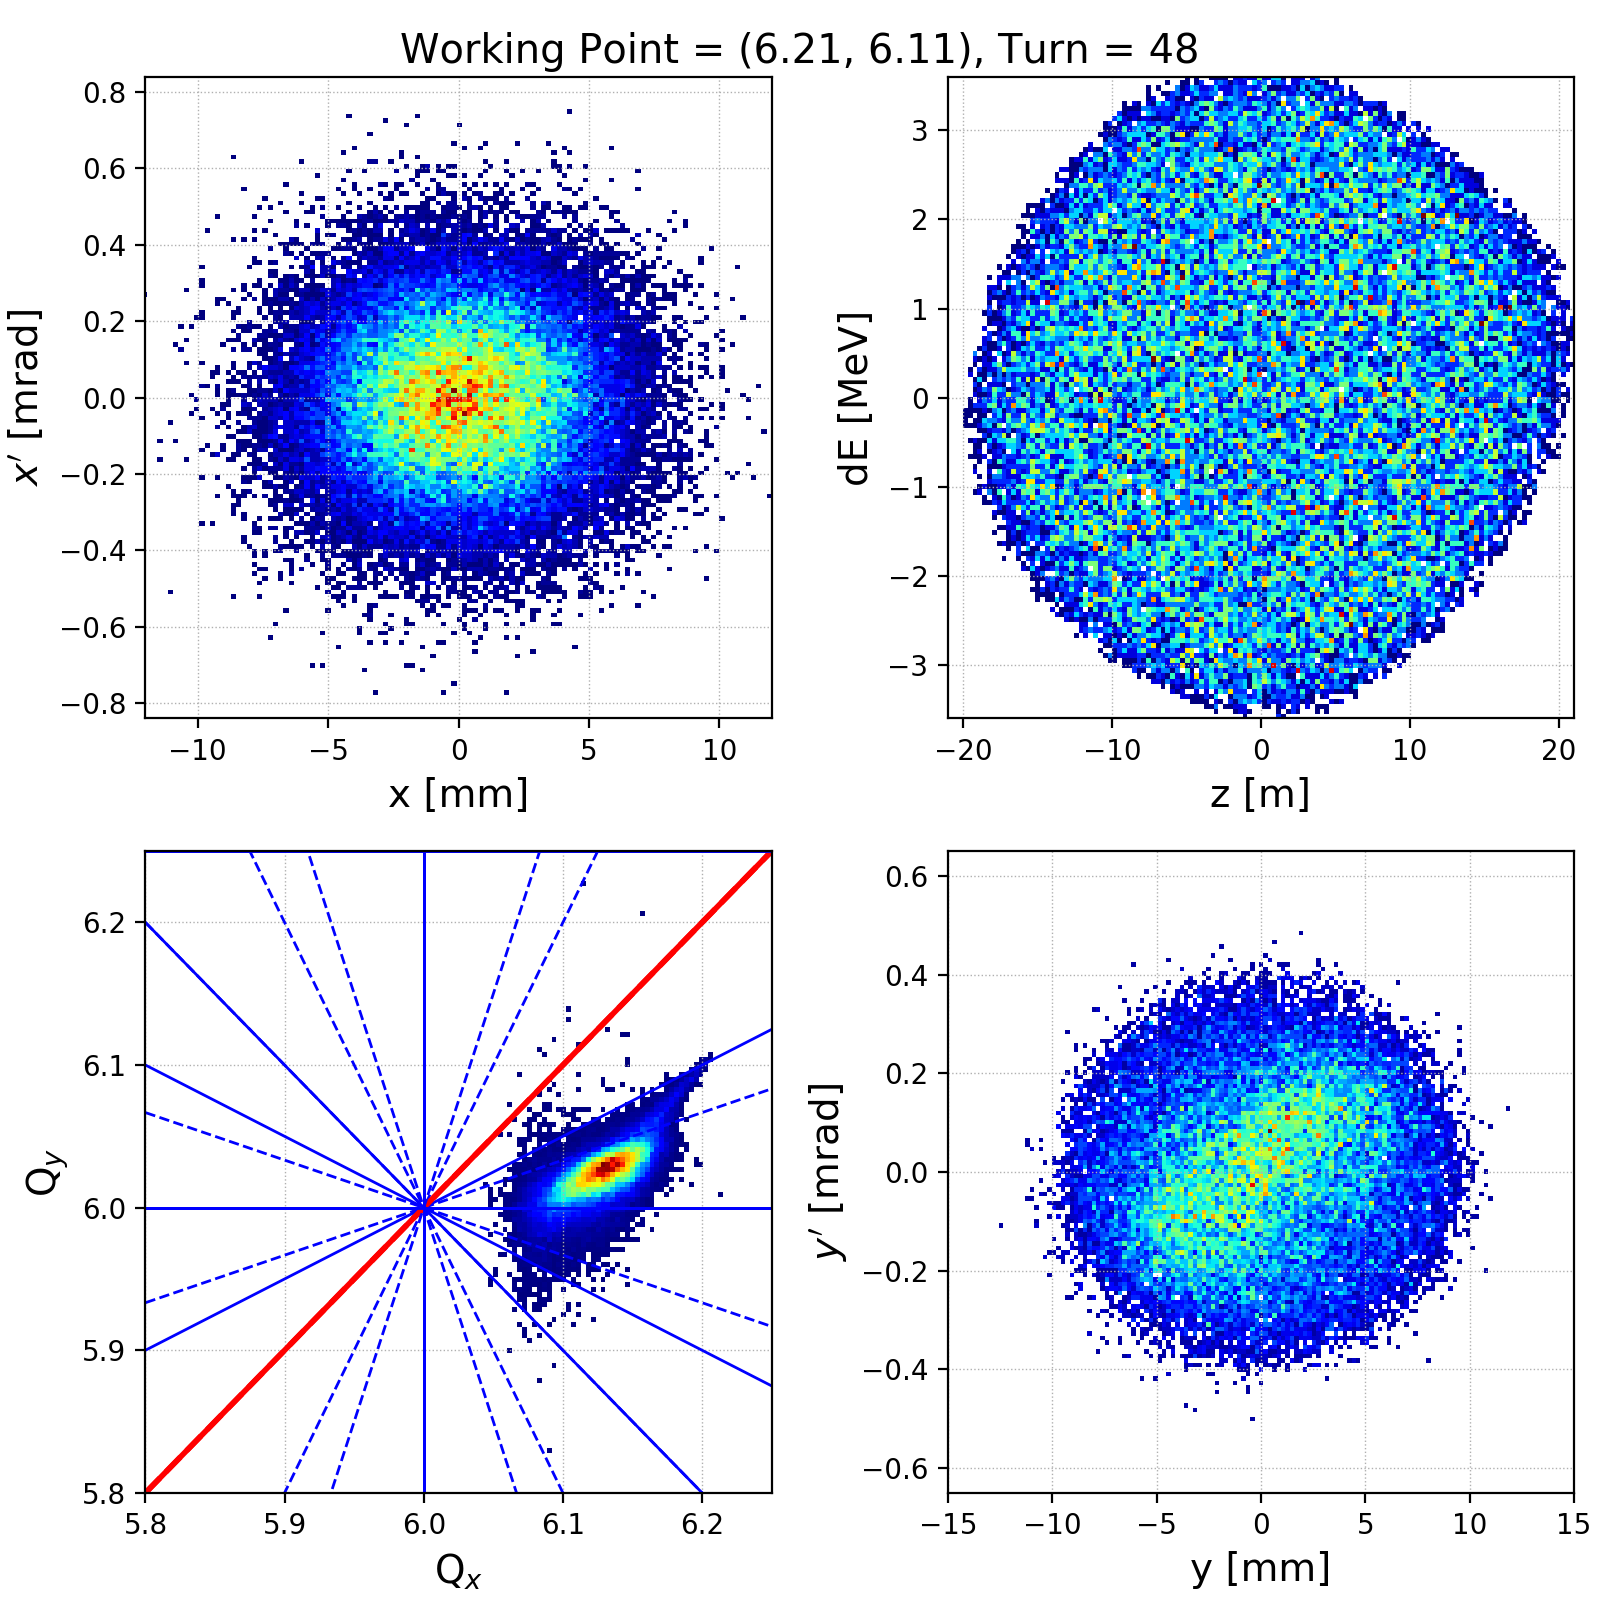 Working Point = (6.21, 6.11), Turn = 48
0.8
0.6
0.4
0.2
0.0
−0.2
−0.4
−0.6
−0.8
x′ [mrad]
−10 −5 0 5 10
x [mm]
3
2
1
0
−1
−2
−3
dE [MeV]
−20 −10 0 10 20
z [m]
6.2
6.1
6.0
5.9
5.8
Qy
5.8 5.9 6.0 6.1 6.2
Qx
0.6
0.4
0.2
0.0
−0.2
−0.4
−0.6
y′ [mrad]
−15 −10 −5 0 5 10 15
y [mm]